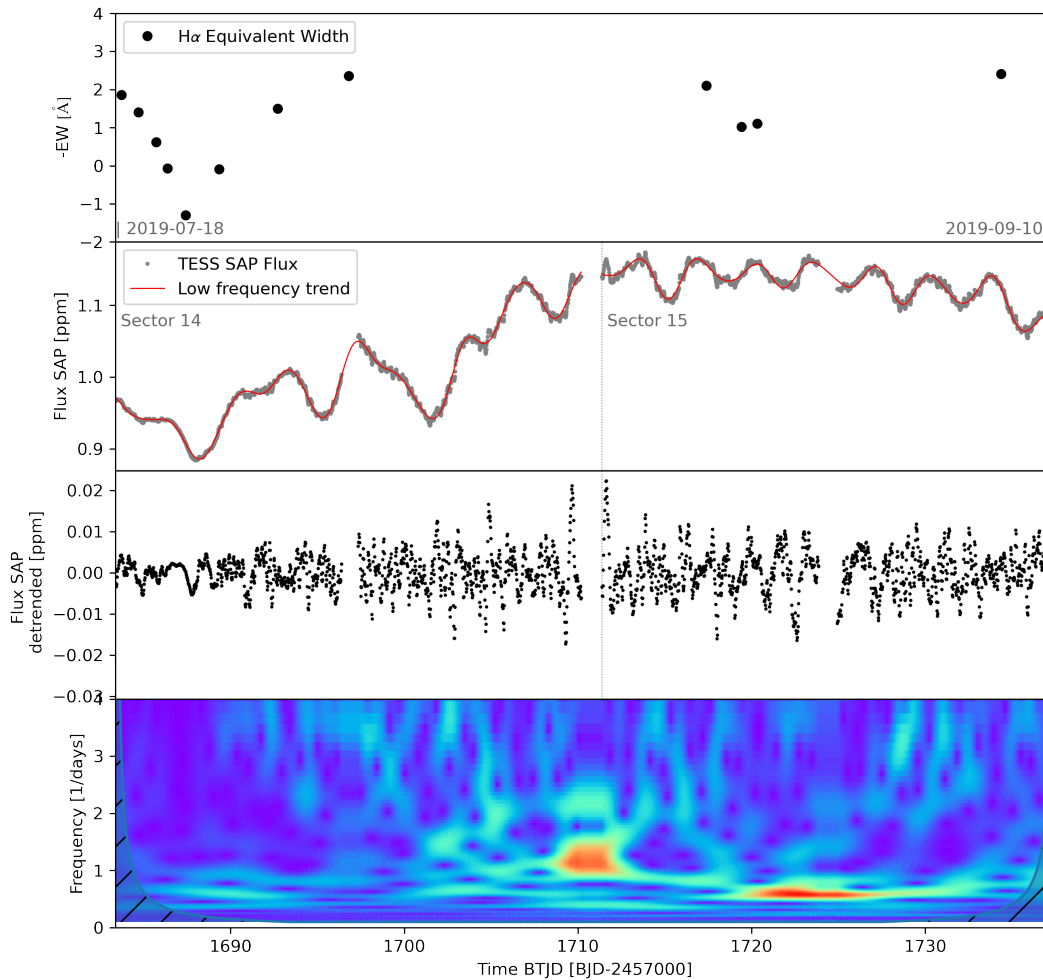 4
3
2
1
0
−1
−2
-EW [Å]
Hα Equivalent Width
| 2019-07-18
2019-09-10
1.1
1.0
0.9
Flux SAP [ppm]
TESS SAP Flux
Low frequency trend
Sector 14
Sector 15
0.02
0.01
0.00
−0.01
−0.02
−0.03
Flux SAP
detrended [ppm]
4
3
2
1
0
Frequency [1/days]
1690
1700
1710
1720
1730
Time BTJD [BJD-2457000]